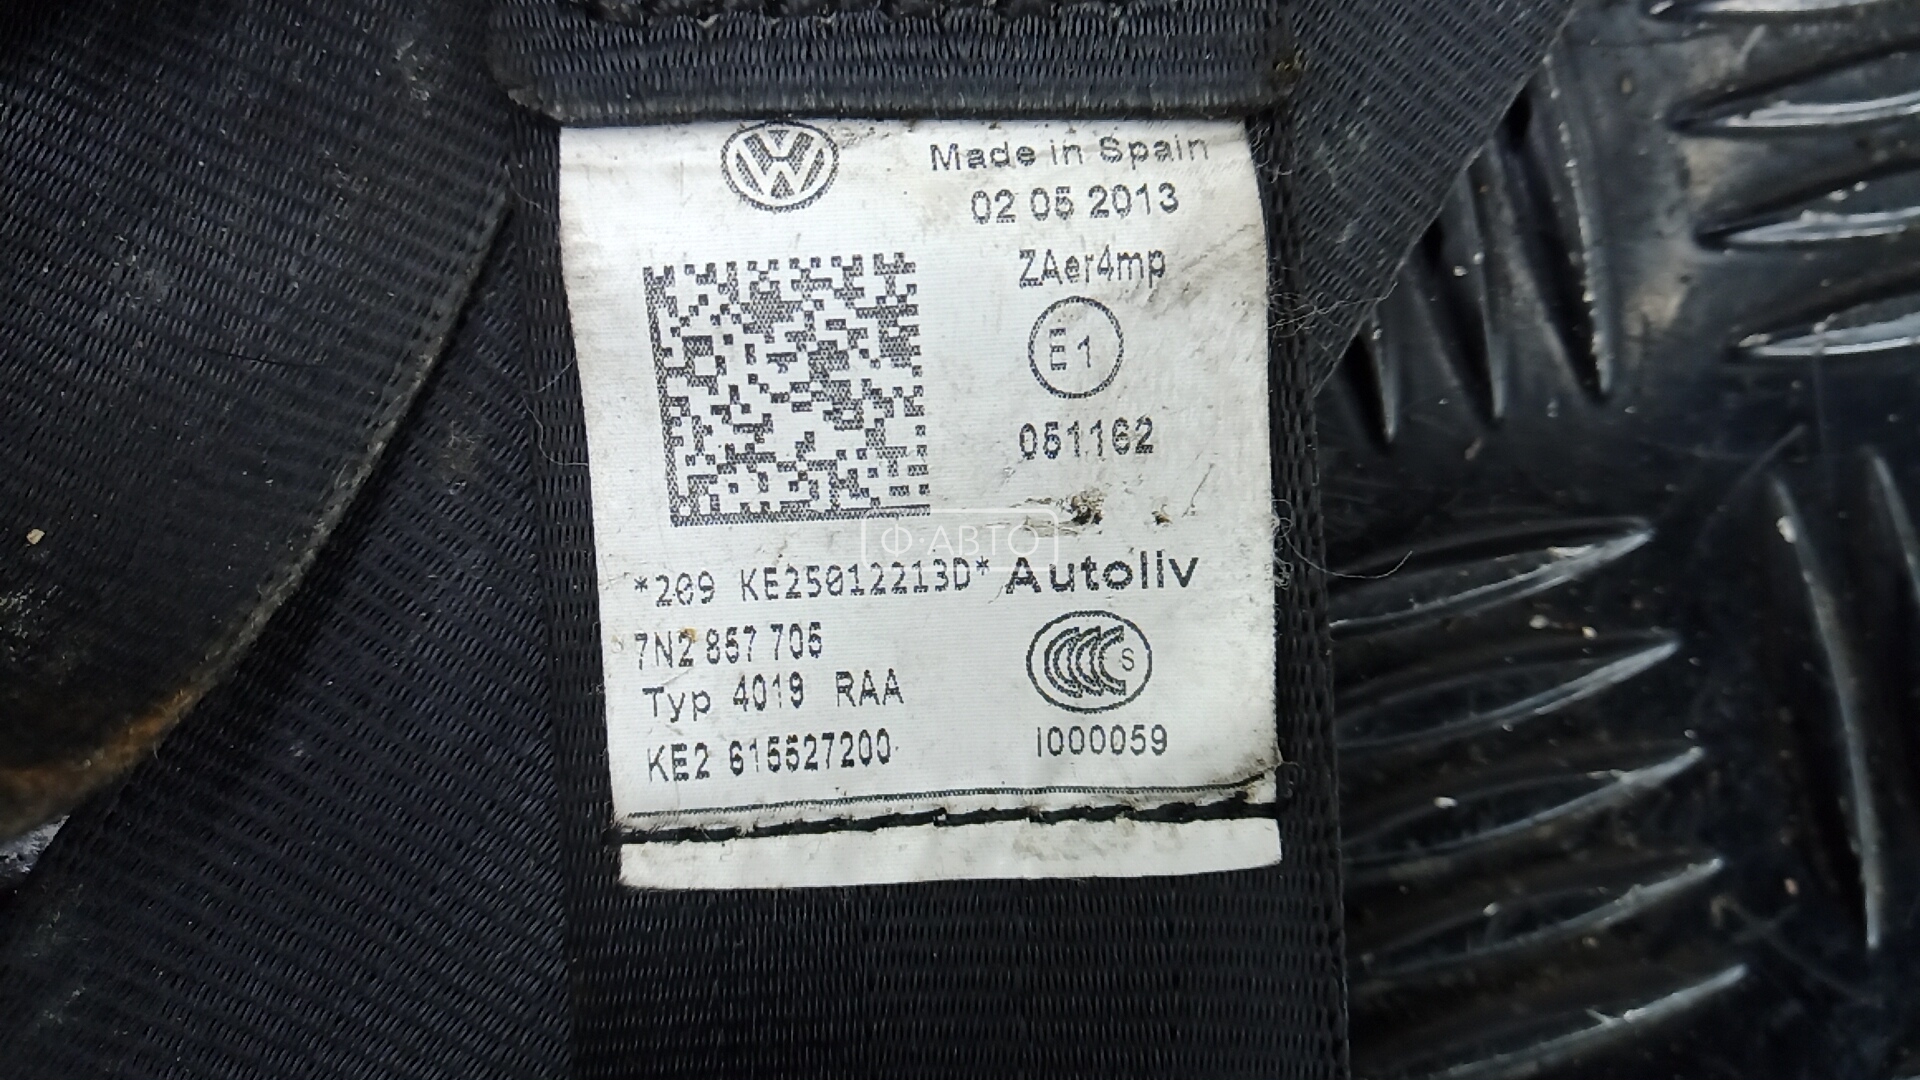 Made in Spain
02 05 2013
ZAer4mp
E1
051162
Ф·АВТО
*209 KE25012213D* Autoliv
7N2 857 705
Typ 4019 RAA
S
KE2 615527200
I000059